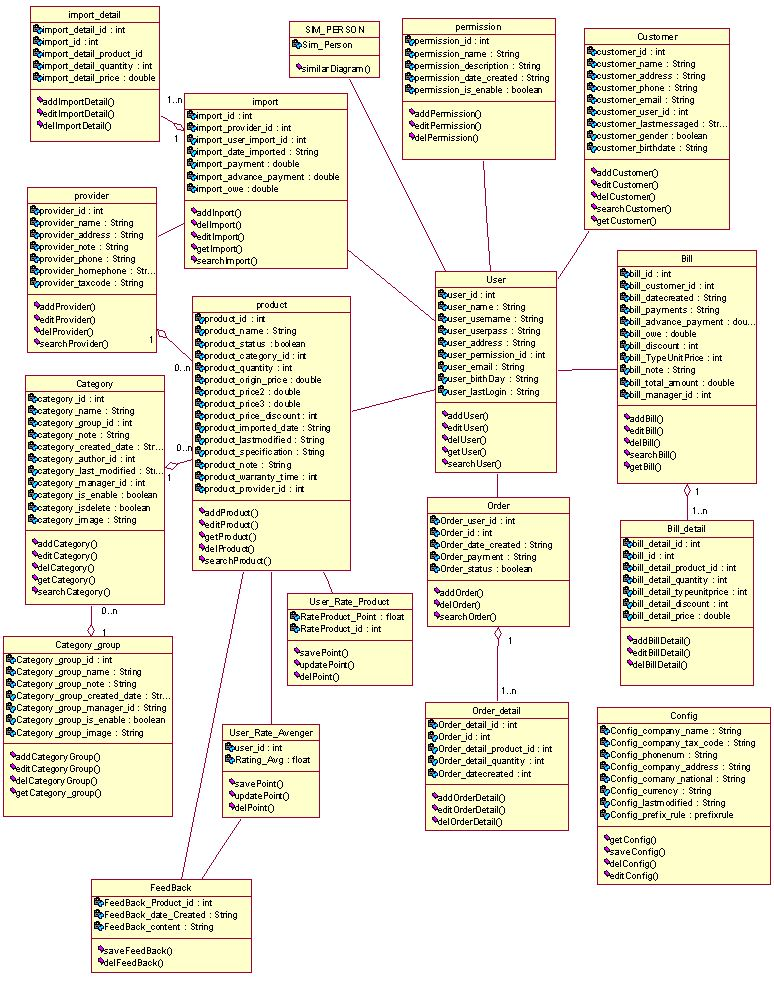 import_detail
import_detail_id : int
import_id : int
import_detail_product_id
import_detail_quantity : int
import_detail_price : double
addImportDetail()
editImportDetail()
delImportDetail()
SIM_PERSON
Sim_Person
similarDiagram()
permission
permission_id : int
permission_name : String
permission_description : String
permission_date_created : String
permission_is_enable : boolean
addPermission()
editPermission()
delPermission()
Customer
customer_id : int
customer_name : String
customer_address : String
customer_phone : String
customer_email : String
customer_user_id : int
customer_lastmessaged : Str...
customer_gender : boolean
customer_birthdate : String
addCustomer()
editCustomer()
delCustomer()
searchCustomer()
getCustomer()
1..n
1
import
import_id : int
import_provider_id : int
import_user_import_id : int
import_date_imported : String
import_payment : double
import_advance_payment : double
import_owe : double
addInport()
delImport()
editImport()
getImport()
searchImport()
provider
provider_id : int
provider_name : String
provider_address : String
provider_note : String
provider_phone : String
provider_homephone : Str...
provider_taxcode : String
addProvider()
editProvider()
delProvider()
searchProvider()
1
0..n
product
product_id : int
product_name : String
product_status : boolean
product_category_id : int
product_quantity : int
product_origin_price : double
product_price2 : double
product_price3 : double
product_price_discount : int
product_imported_date : String
product_lastmodified : String
product_specification : String
product_note : String
product_warranty_time : int
product_provider_id : int
addProduct()
editProduct()
getProduct()
delProduct()
searchProduct()
User
user_id : int
user_name : String
user_username : String
user_userpass : String
user_address : String
user_permission_id : int
user_email : String
user_birthDay : String
user_lastLogin : String
addUser()
editUser()
delUser()
getUser()
searchUser()
Bill
bill_id : int
bill_customer_id : int
bill_datecreated : String
bill_payments : String
bill_advance_payment : dou...
bill_owe : double
bill_discount : int
bill_TypeUnitPrice : int
bill_note : String
bill_total_amount : double
bill_manager_id : int
addBill()
editBill()
delBill()
searchBill()
getBill()
Category
category_id : int
category_name : String
category_group_id : int
category_note : String
category_created_date : Str...
category_author_id : int
category_last_modified : Stri...
category_manager_id : int
category_is_enable : boolean
category_isdelete : boolean
category_image : String
addCategory()
editCategory()
delCategory()
getCategory()
searchCategory()
0..n
1
0..n
1
Category_group
Category_group_id : int
Category_group_name : String
Category_group_note : String
Category_group_created_date : Str...
Category_group_manager_id : String
Category_group_is_enable : boolean
Category_group_image : String
addCategoryGroup()
editCategoryGroup()
delCategoryGroup()
getCategory_group()
User_Rate_Product
RateProduct_Point : float
RateProduct_id : int
savePoint()
updatePoint()
delPoint()
Order
Order_user_id : int
Order_id : int
Order_date_created : String
Order_payment : String
Order_status : boolean
addOrder()
delOrder()
searchOrder()
1
1..n
1
1..n
Bill_detail
bill_detail_id : int
bill_id : int
bill_detail_product_id : int
bill_detail_quantity : int
bill_detail_typeunitprice : int
bill_detail_discount : int
bill_detail_price : double
addBillDetail()
editBillDetail()
delBillDetail()
User_Rate_Avenger
user_id : int
Rating_Avg : float
savePoint()
updatePoint()
delPoint()
Order_detail
Order_detail_id : int
Order_id : int
Order_detail_product_id : int
Order_detail_quantity : int
Order_datecreated : int
addOrderDetail()
editOrderDetail()
delOrderDetail()
Config
Config_company_name : String
Config_company_tax_code : String
Config_phonenum : String
Config_company_address : String
Config_comany_national : String
Config_currency : String
Config_lastmodified : String
Config_prefix_rule : prefixrule
getConfig()
saveConfig()
delConfig()
editConfig()
FeedBack
FeedBack_Product_id : int
FeedBack_date_Created : String
FeedBack_content : String
saveFeedBack()
delFeedBack()